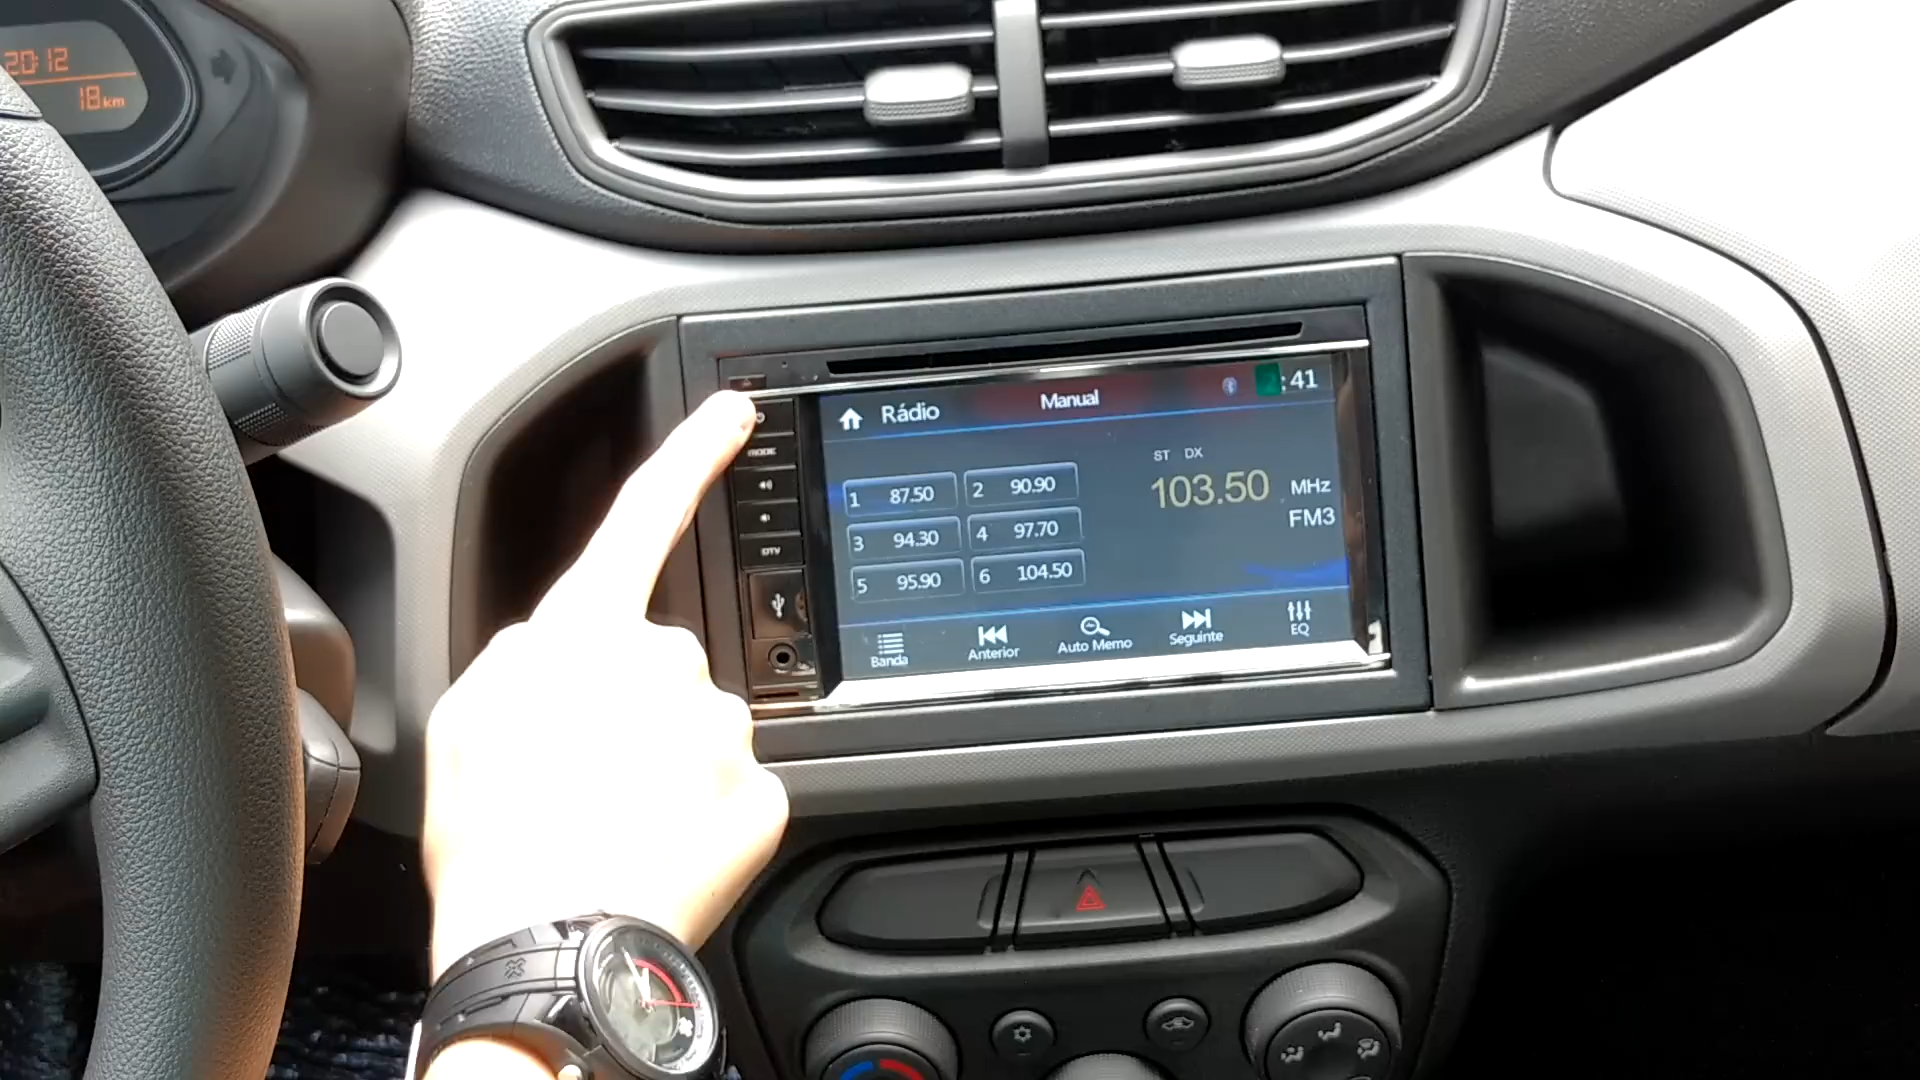 20:12
18km
Rádio
Manual
:41
MODE
DTV
1 87.50
2 90.90
3 94.30
4 97.70
5 95.90
6 104.50
ST DX
103.50 MHz
FM3
Banda
Anterior
Auto Memo
Seguinte
EQ